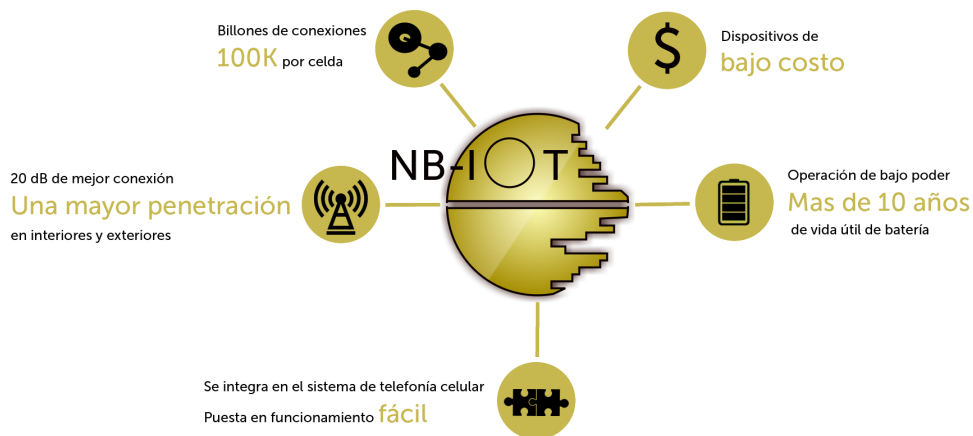 Billones de conexiones
100K por celda
Dispositivos de
bajo costo
NB-IOT
20 dB de mejor conexión
Una mayor penetración
en interiores y exteriores
Operación de bajo poder
Mas de 10 años
de vida útil de batería
Se integra en el sistema de telefonía celular
Puesta en funcionamiento fácil